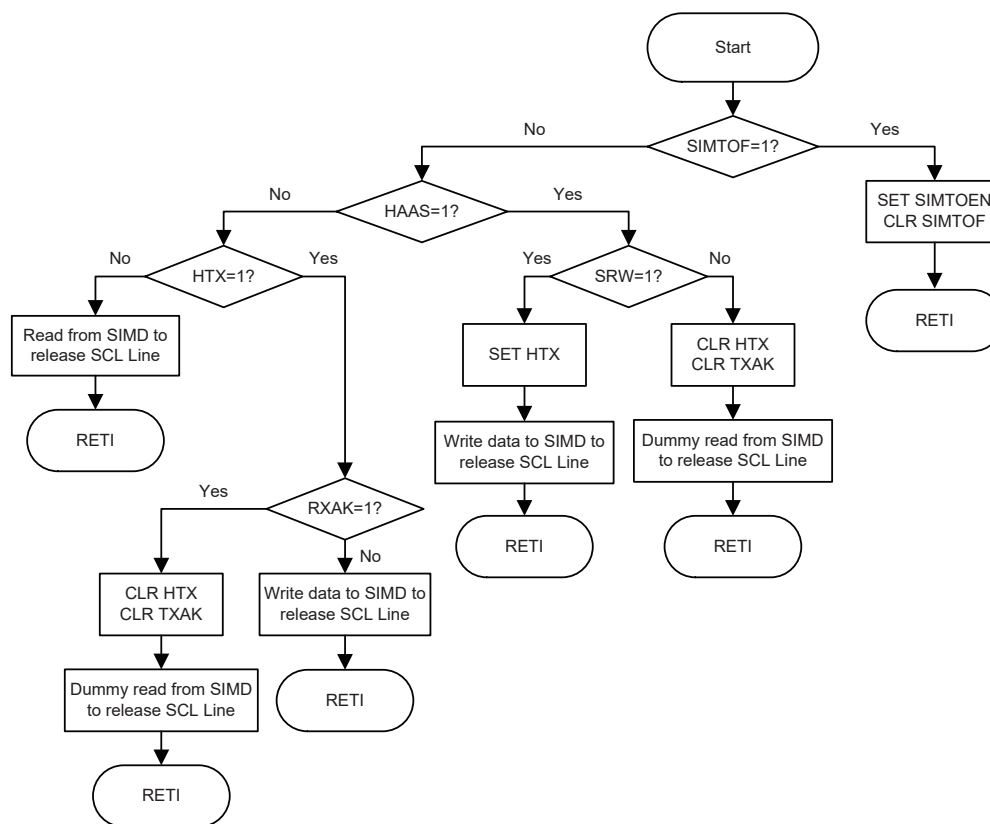 Start
No
Yes
SIMTOF=1?
No
Yes
HAAS=1?
SET SIMTOEN
CLR SIMTOF
No
Yes
HTX=1?
Yes
No
SRW=1?
RETI
Read from SIMD to
release SCL Line
SET HTX
CLR HTX
CLR TXAK
RETI
Write data to SIMD to
release SCL Line
Dummy read from SIMD
to release SCL Line
Yes
RXAK=1?
No
RETI
RETI
CLR HTX
CLR TXAK
Write data to SIMD to
release SCL Line
Dummy read from SIMD
to release SCL Line
RETI
RETI